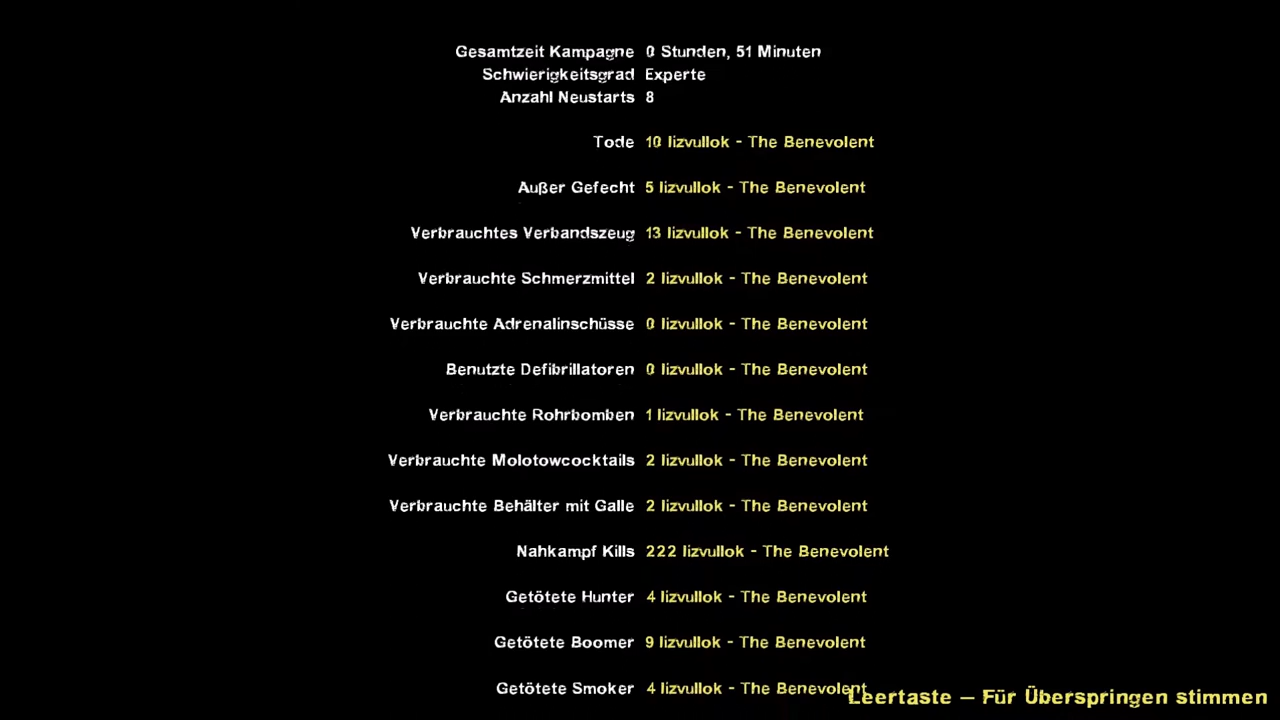 Gesamtzeit Kampagne 0 Stunden, 51 Minuten
Schwierigkeitsgrad Experte
Anzahl Neustarts 8
Tode 10 lizvullok - The Benevolent
Außer Gefecht 5 lizvullok - The Benevolent
Verbrauchtes Verbandszeug 13 lizvullok - The Benevolent
Verbrauchte Schmerzmittel 2 lizvullok - The Benevolent
Verbrauchte Adrenalinschüsse 0 lizvullok - The Benevolent
Benutzte Defibrillatoren 0 lizvullok - The Benevolent
Verbrauchte Rohrbomben 1 lizvullok - The Benevolent
Verbrauchte Molotowcocktails 2 lizvullok - The Benevolent
Verbrauchte Behälter mit Galle 2 lizvullok - The Benevolent
Nahkampf Kills 222 lizvullok - The Benevolent
Getötete Hunter 4 lizvullok - The Benevolent
Getötete Boomer 9 lizvullok - The Benevolent
Getötete Smoker 4 lizvullok - The Benevolent
Leertaste – Für Überspringen stimmen